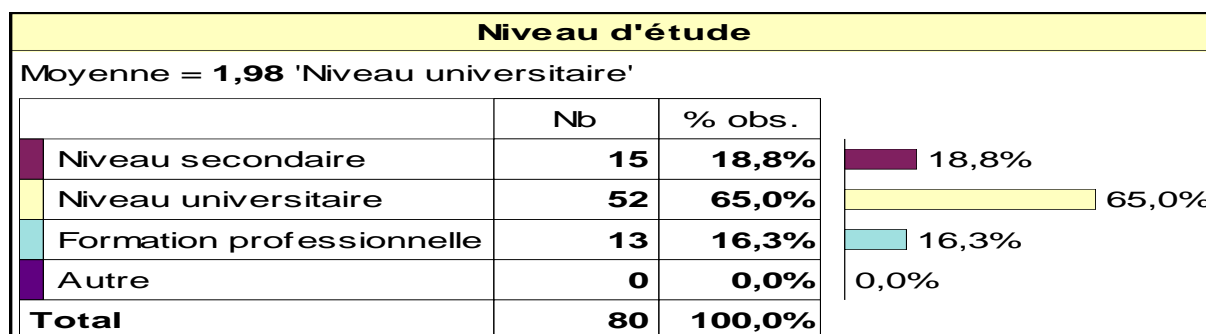 Niveau d'étude
Moyenne = 1,98 'Niveau universitaire'
Nb % obs.
Niveau secondaire 15 18,8% 18,8%
Niveau universitaire 52 65,0% 65,0%
Formation professionnelle 13 16,3% 16,3%
Autre 0 0,0% 0,0%
Total 80 100,0%